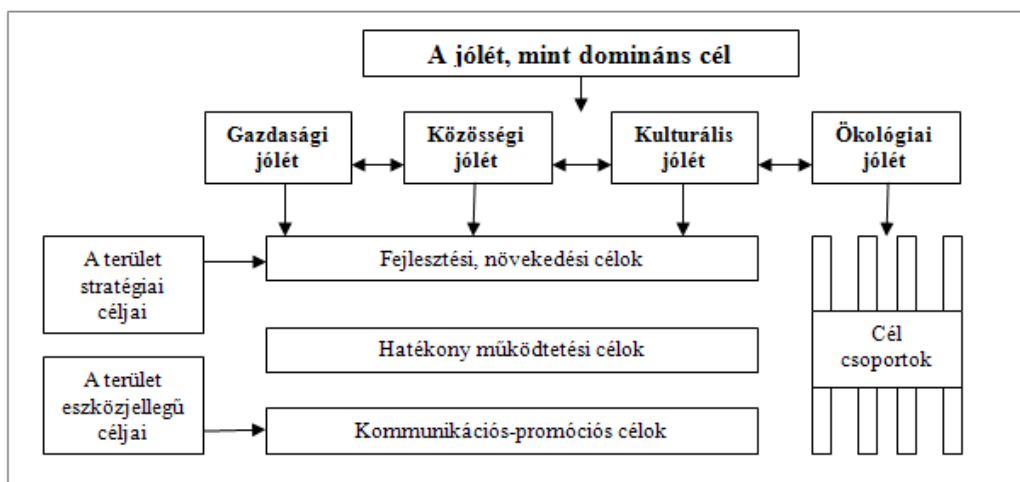 A jólét, mint domináns cél
Gazdasági
jólét
Közösségi
jólét
Kulturális
jólét
Ökológiai
jólét
A terület
stratégiai
céljai
Fejlesztési, növekedési célok
Hatékony működtetési célok
Cél
csoportok
A terület
eszközjellegű
céljai
Kommunikációs-promóciós célok